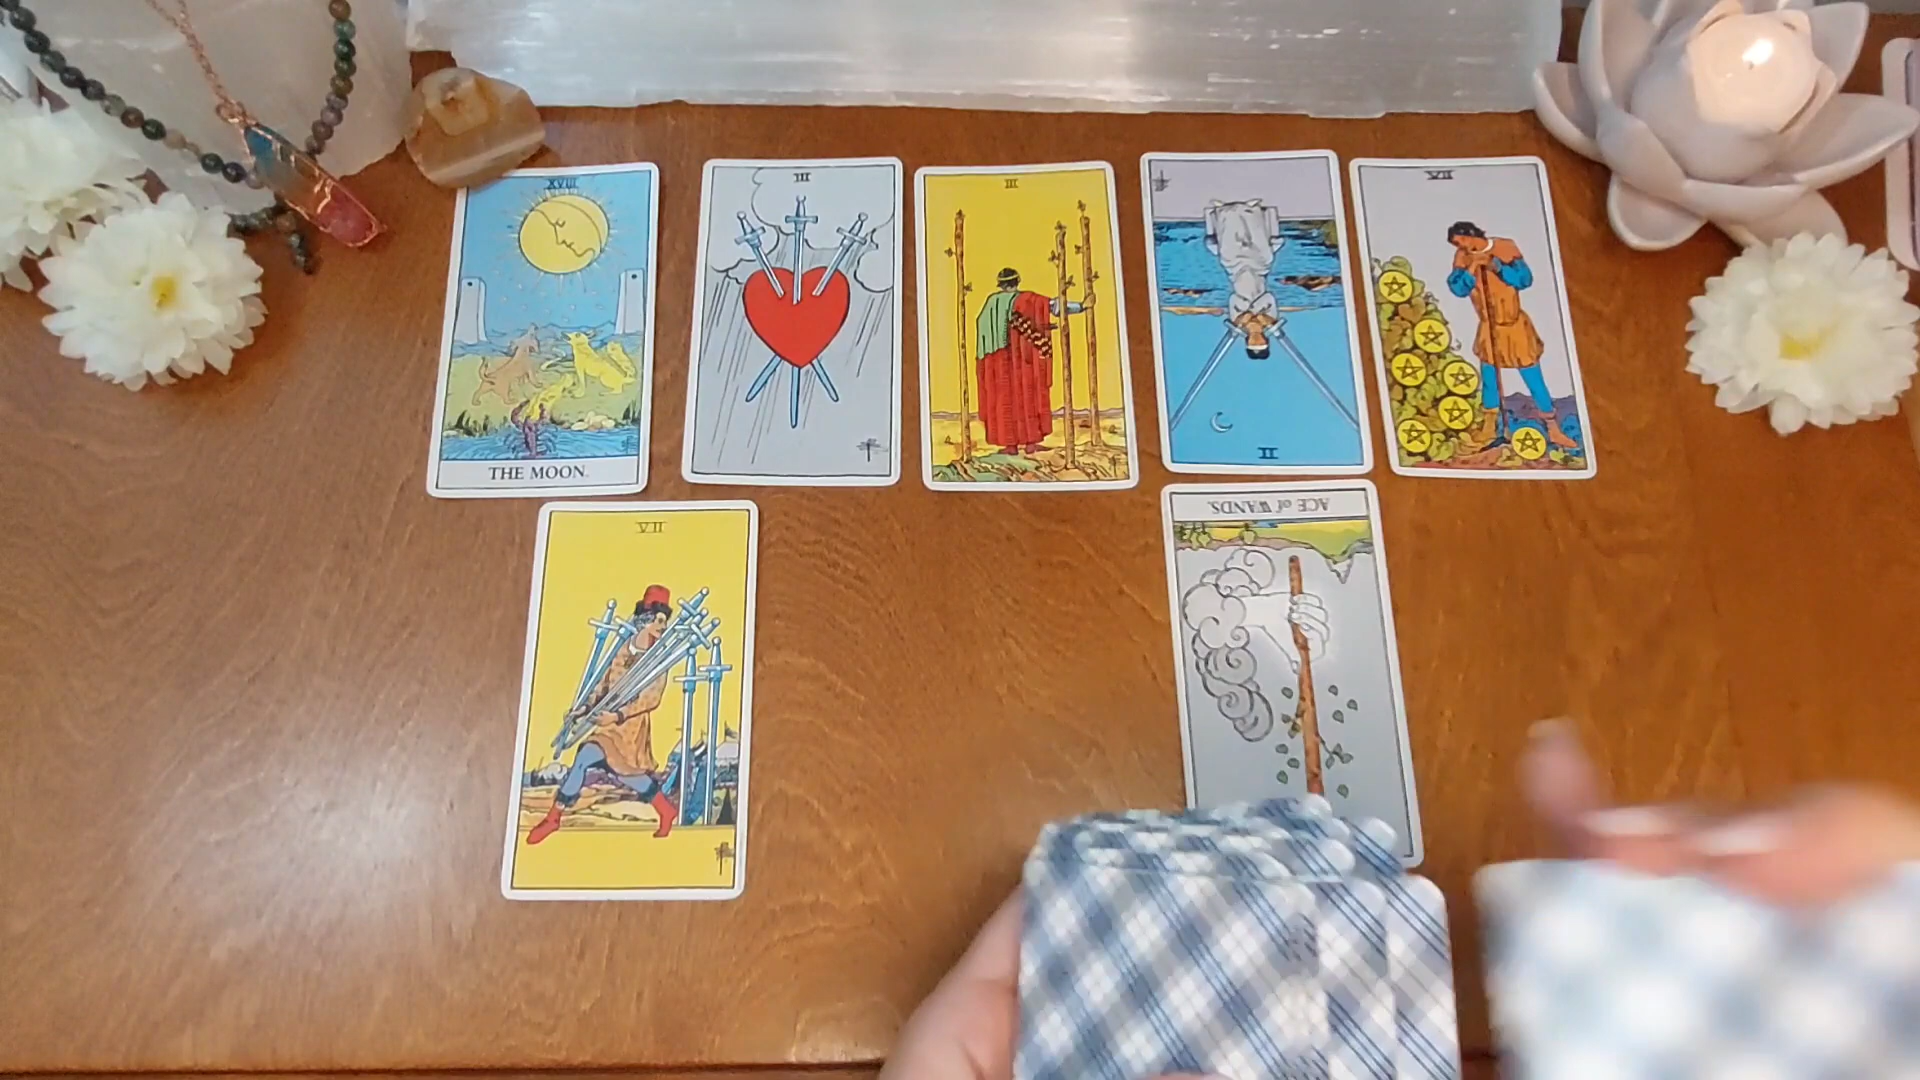 XVIII
III
III
VII
THE MOON.
II
ACE of WANDS.
VII